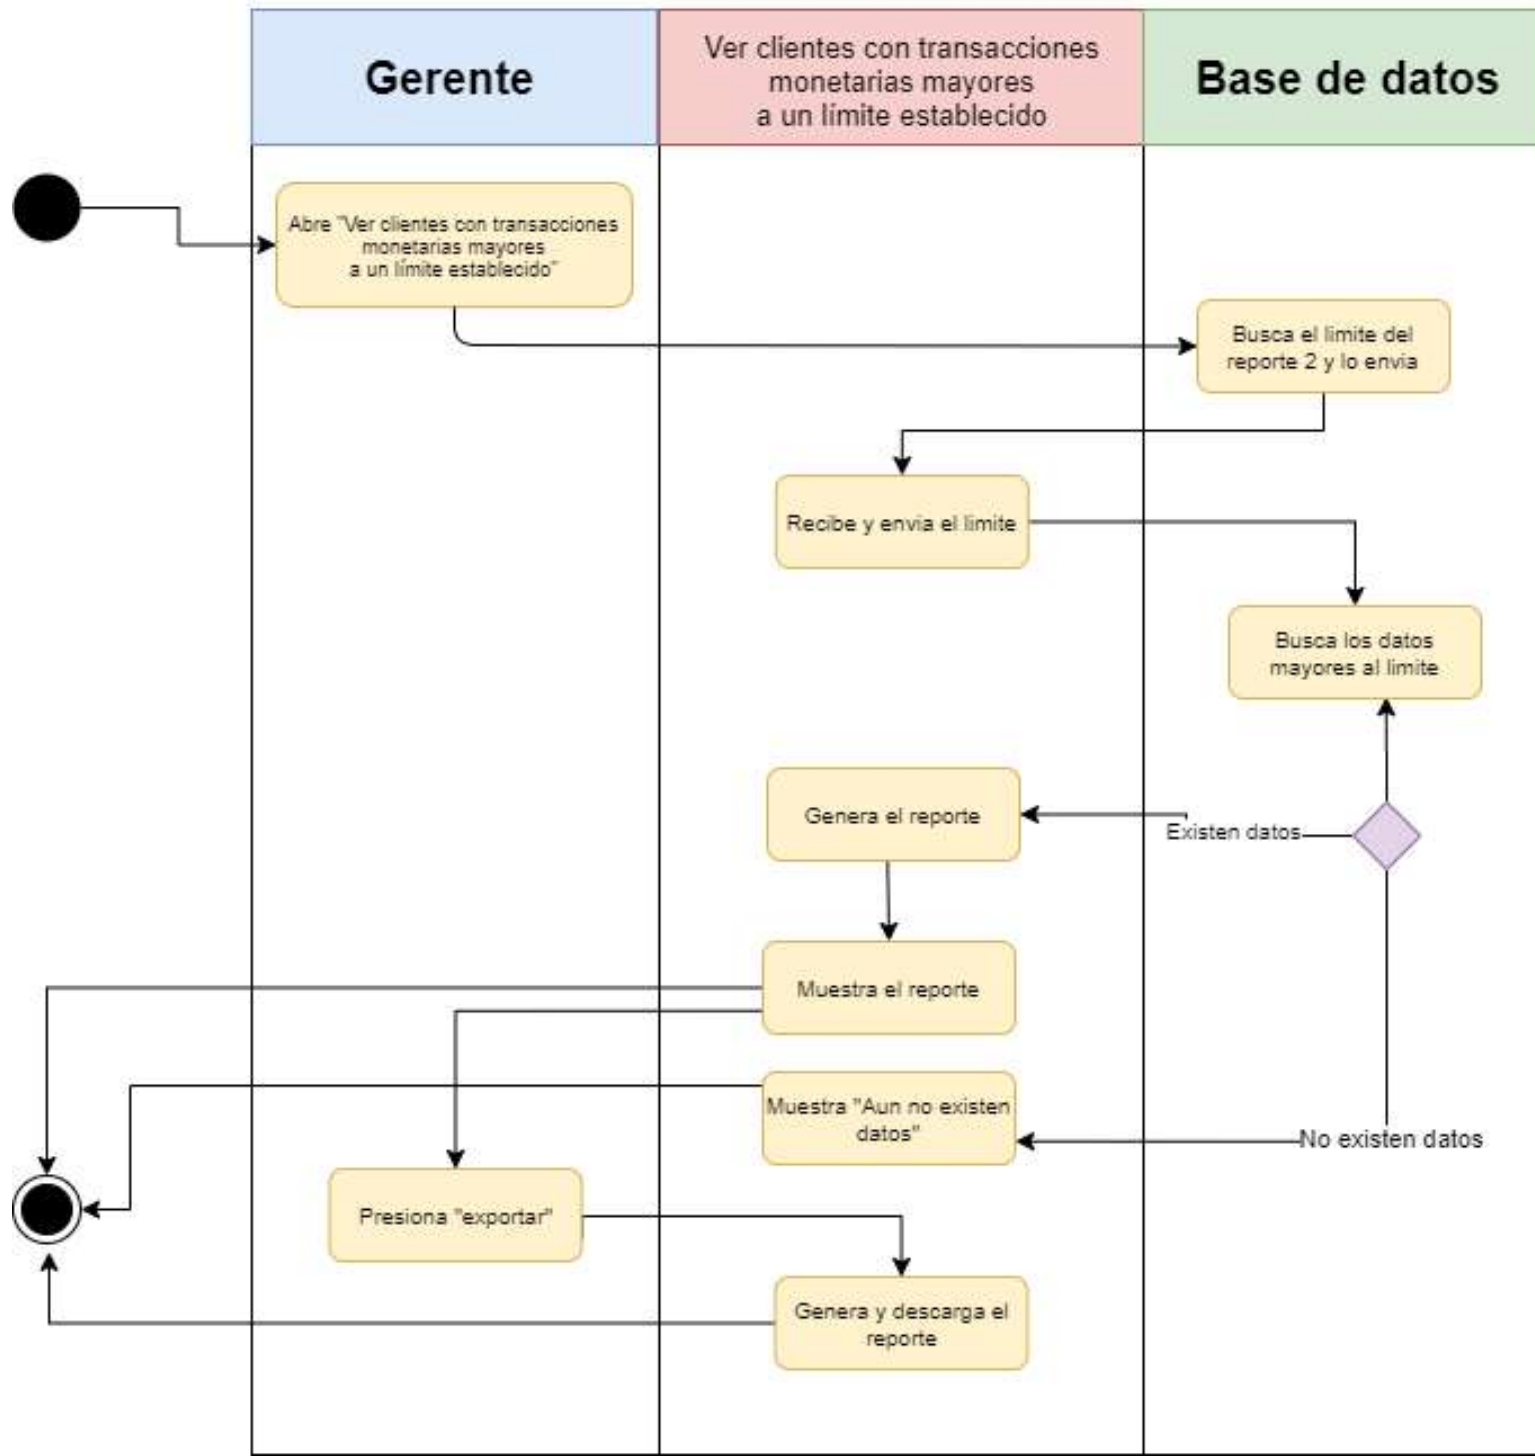 Gerente
Ver clientes con transacciones
monetarias mayores
a un límite establecido
Base de datos
Abre "Ver clientes con transacciones
monetarias mayores
a un límite establecido"
Busca el limite del
reporte 2 y lo envia
Recibe y envia el limite
Busca los datos
mayores al limite
Genera el reporte
Existen datos
Muestra el reporte
Muestra "Aun no existen
datos"
No existen datos
Presiona "exportar"
Genera y descarga el
reporte